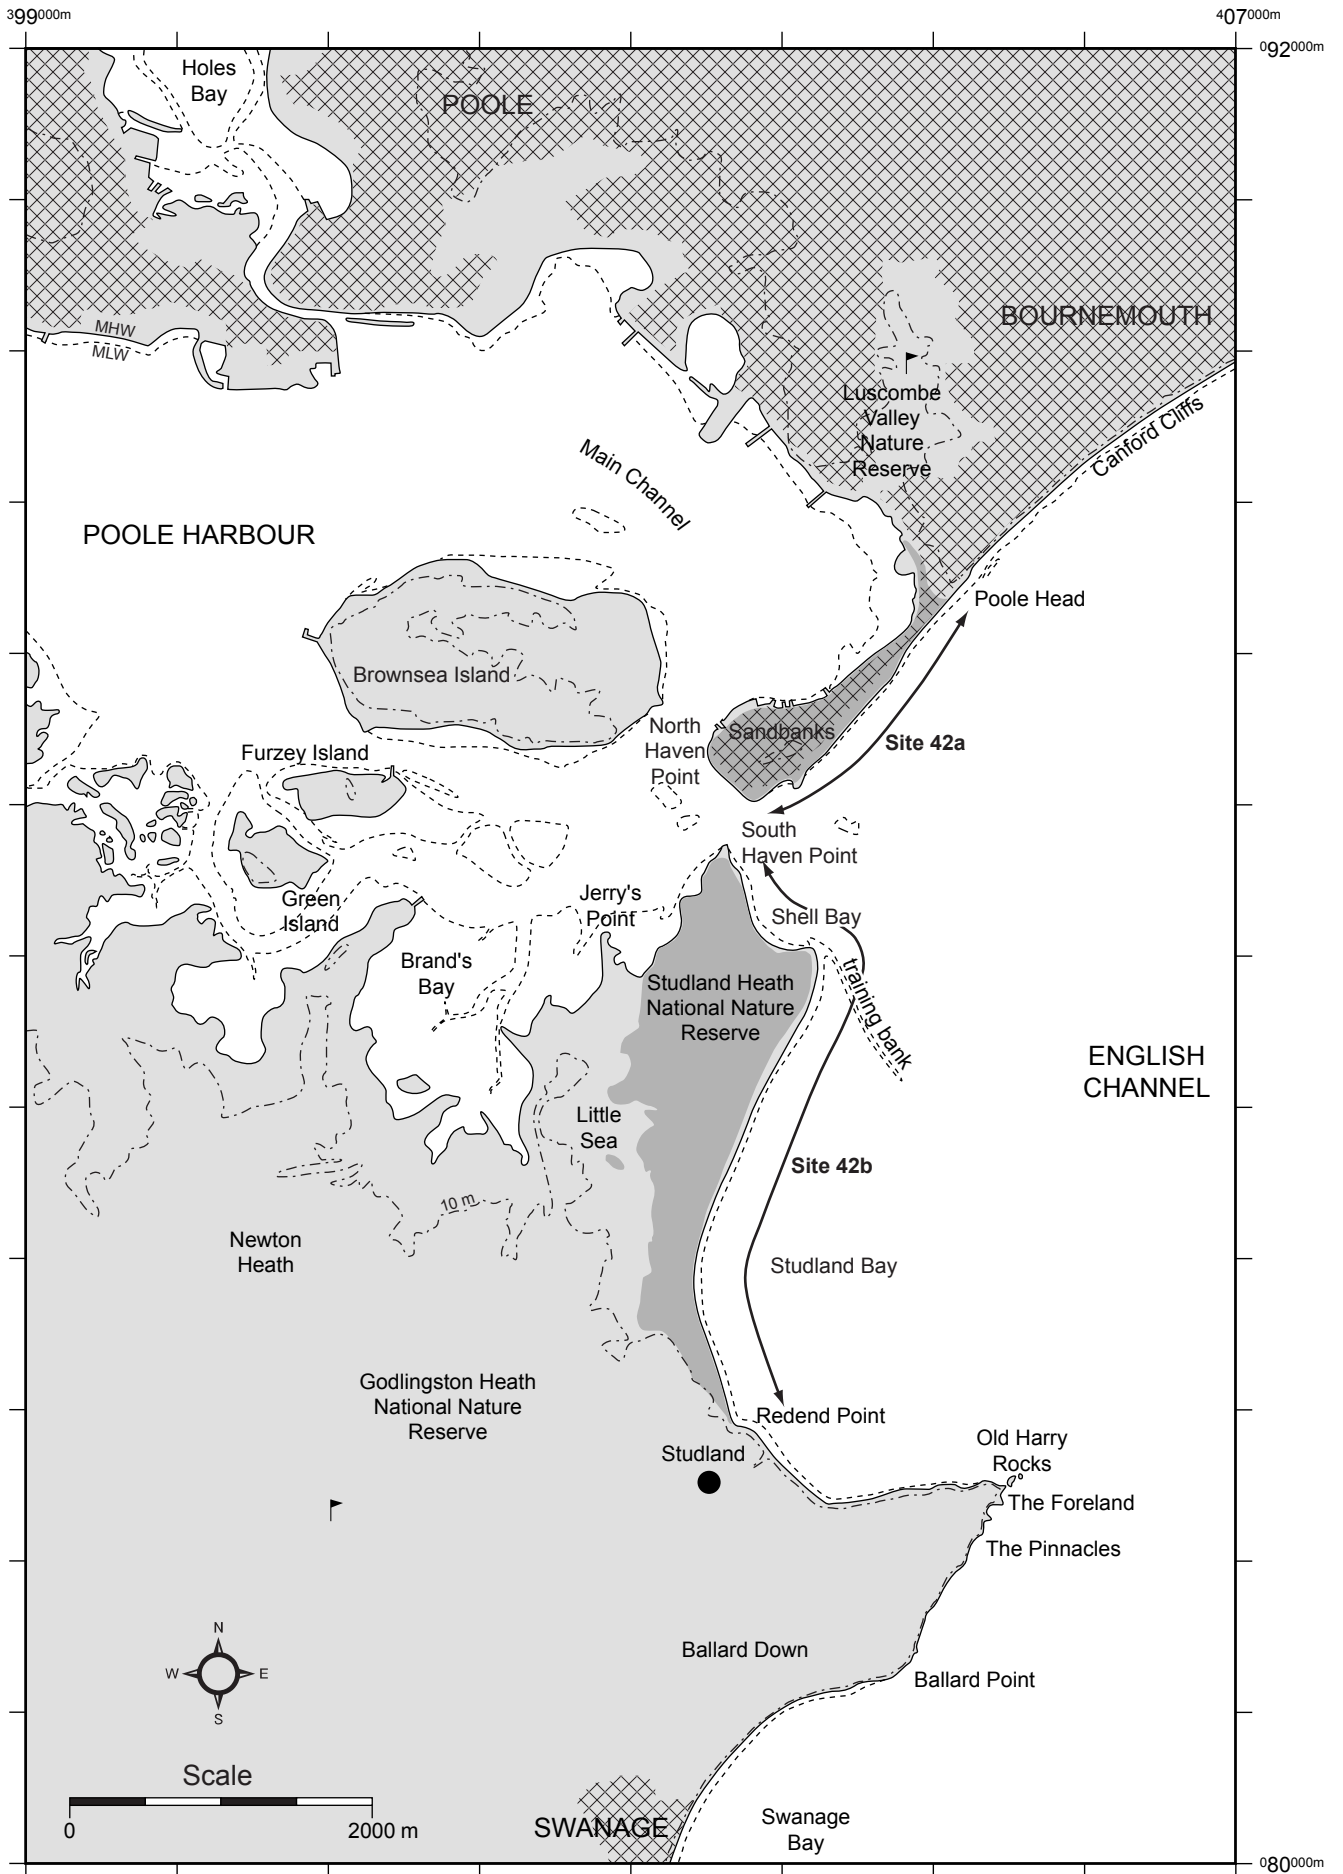 399000m
407000m
092000m
Holes
Bay
POOLE
BOURNEMOUTH
MHW
MLW
Luscombe
Valley
Nature
Reserve
Canford Cliffs
Main Channel
POOLE HARBOUR
Poole Head
Brownsea Island
North
Haven
Point
Sandbanks
Site 42a
Furzey Island
South
Haven Point
Green
Island
Jerry's
Point
Shell Bay
Brand's
Bay
Studland Heath
National Nature
Reserve
training bank
ENGLISH
CHANNEL
Little
Sea
Site 42b
10 m
Newton
Heath
Studland Bay
Godlingston Heath
National Nature
Reserve
Redend Point
Studland
Old Harry
Rocks
The Foreland
The Pinnacles
N
W
E
S
Ballard Down
Ballard Point
Scale
0
2000 m
SWANAGE
Swanage
Bay
080000m